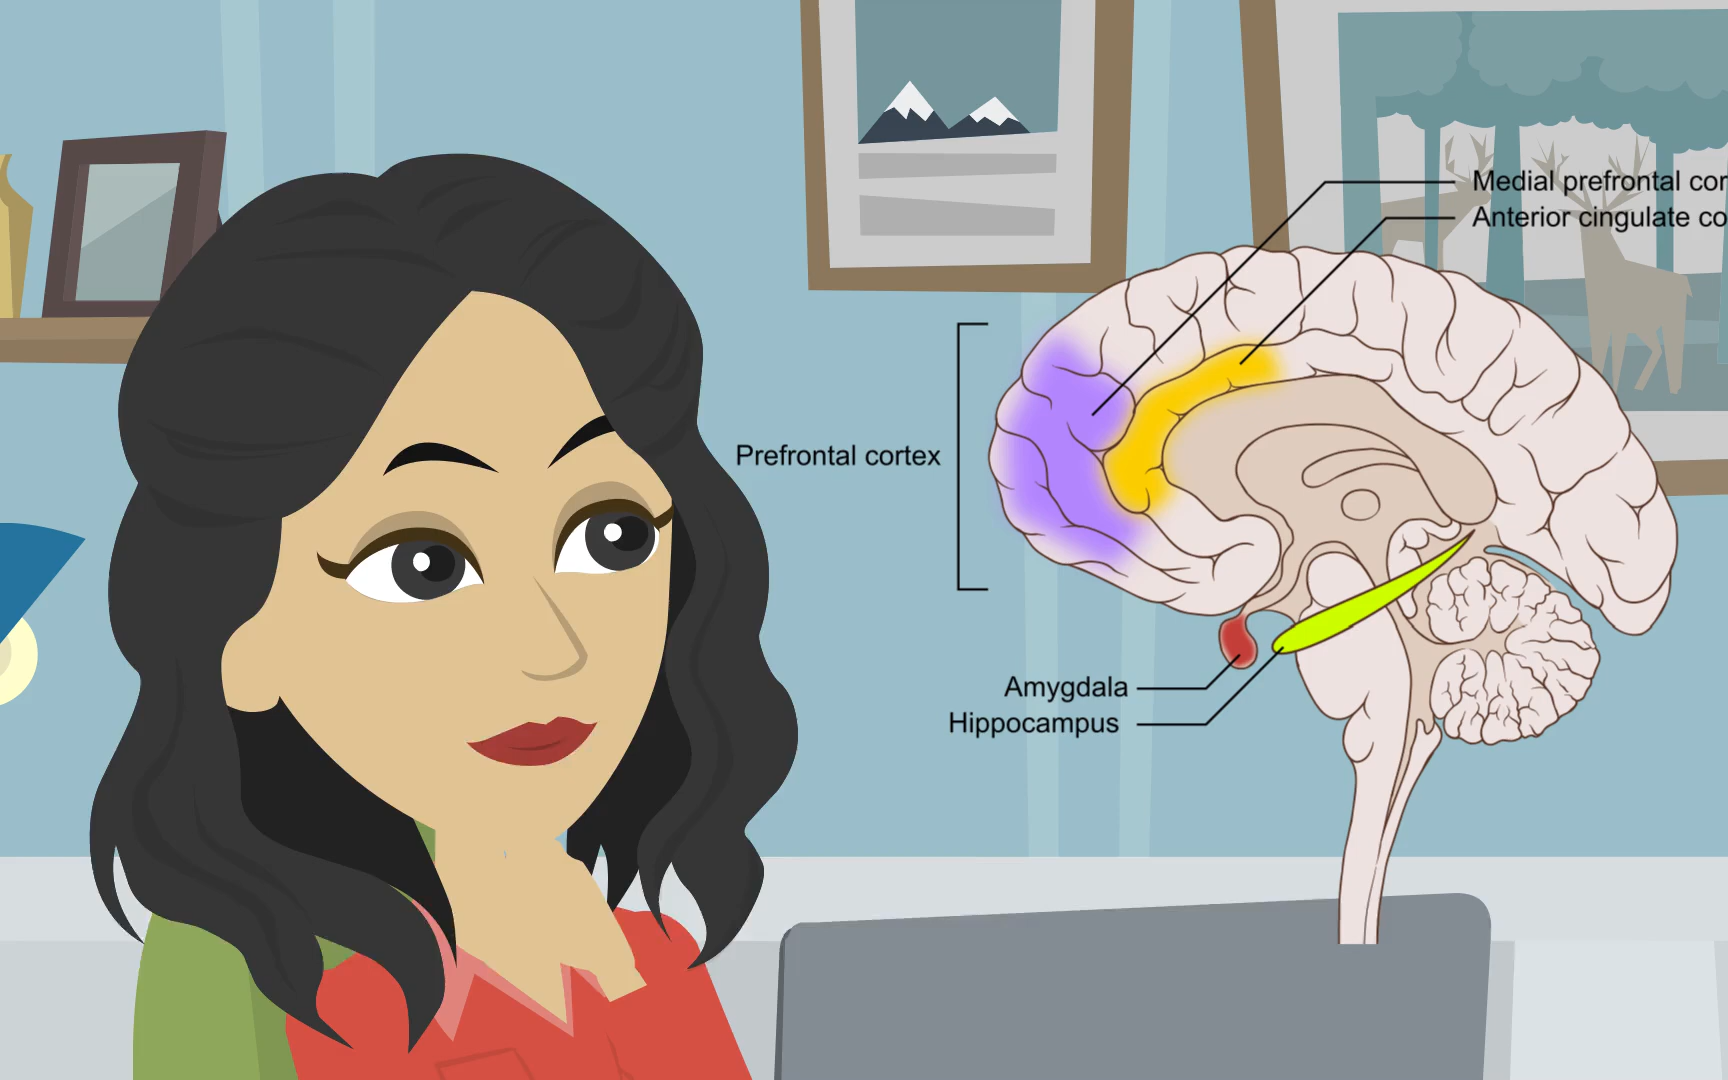 Medial prefrontal cor
Anterior cingulate co
Prefrontal cortex
Amygdala
Hippocampus